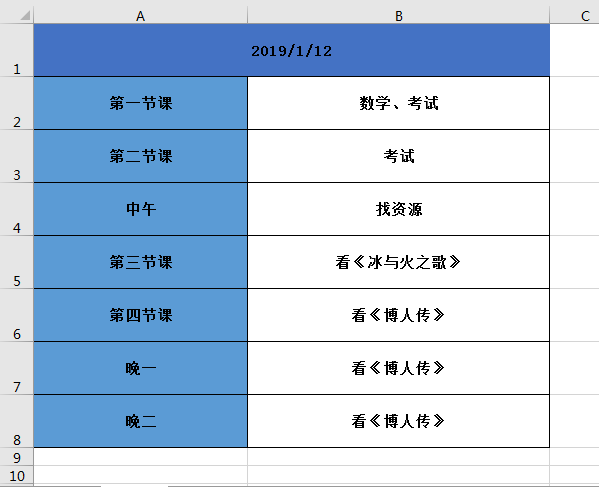 A B C
1 2019/1/12
2 第一节课 数学、考试
3 第二节课 考试
4 中午 找资源
5 第三节课 看《冰与火之歌》
6 第四节课 看《博人传》
7 晚一 看《博人传》
8 晚二 看《博人传》
9
10